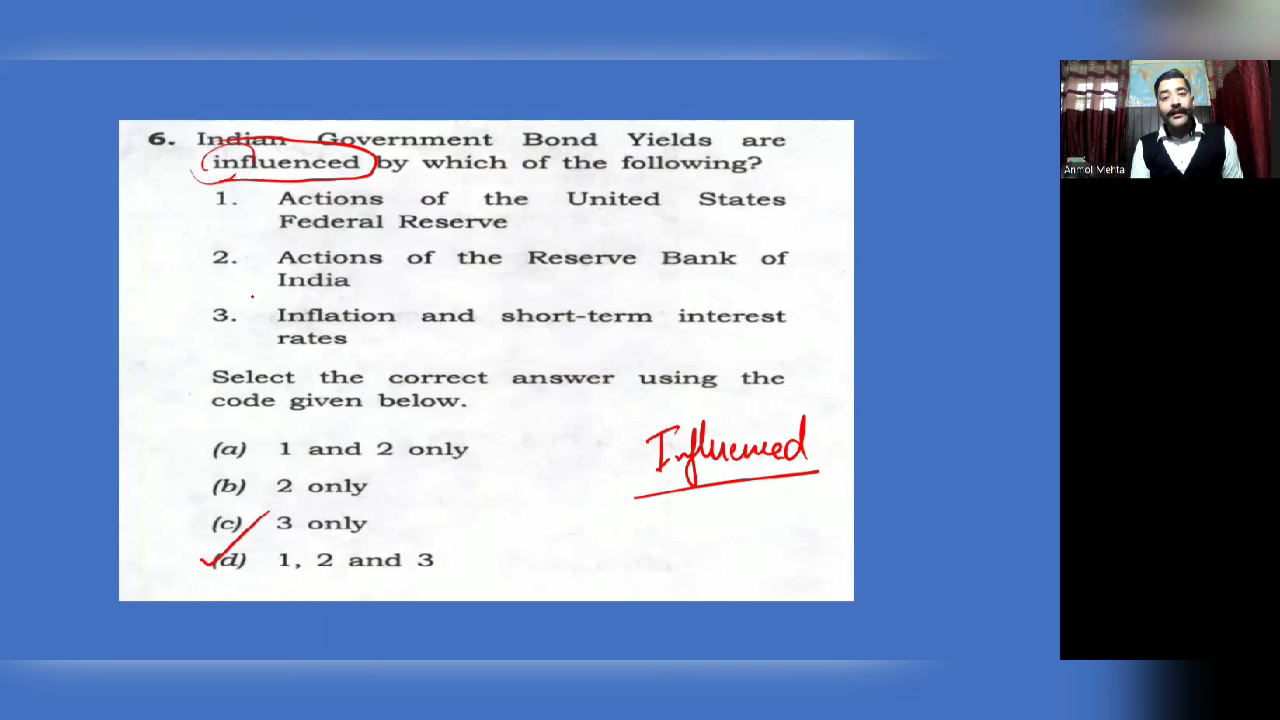 6. Indian Government Bond Yields are
influenced by which of the following?
1. Actions of the United States
Federal Reserve
2. Actions of the Reserve Bank of
India
3. Inflation and short-term interest
rates
Select the correct answer using the
code given below.
(a) 1 and 2 only
(b) 2 only
(c) 3 only
(d) 1, 2 and 3
Influenced
Anmol Mehta